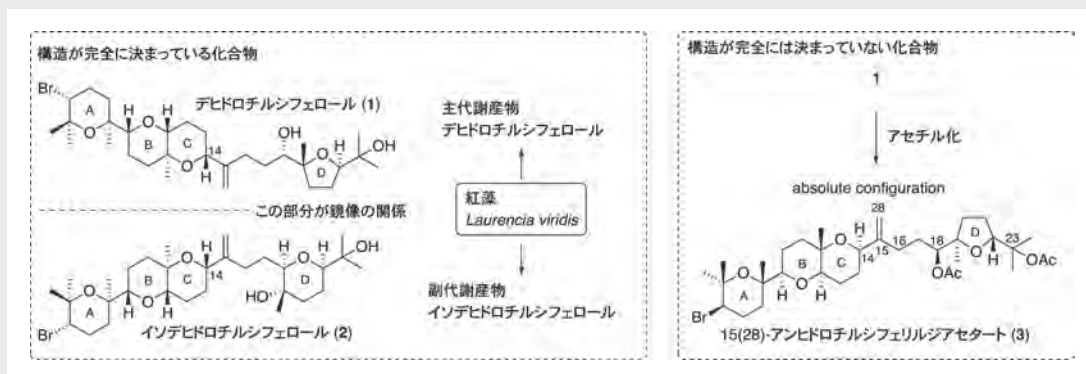 構造が完全に決まっている化合物
デヒドロチルシフェロール (1)
Br
A
O
H
H
B
C
O
O
14
H
OH
O
H
D
OH
この部分が鏡像の関係
H
14
B
C
O
O
H
H
H
O
H
OH
HO
D
A
O
Br
イソデヒドロチルシフェロール (2)
主代謝産物
デヒドロチルシフェロール
紅藻
Laurencia viridis
副代謝産物
イソデヒドロチルシフェロール
構造が完全には決まっていない化合物
1
アセチル化
absolute configuration
28
H
O
15
16
18
14
D
O
H
23
OAc
OAc
B
C
O
H
H
A
O
Br
15(28)-アンヒドロチルシフェリルジアセタート (3)